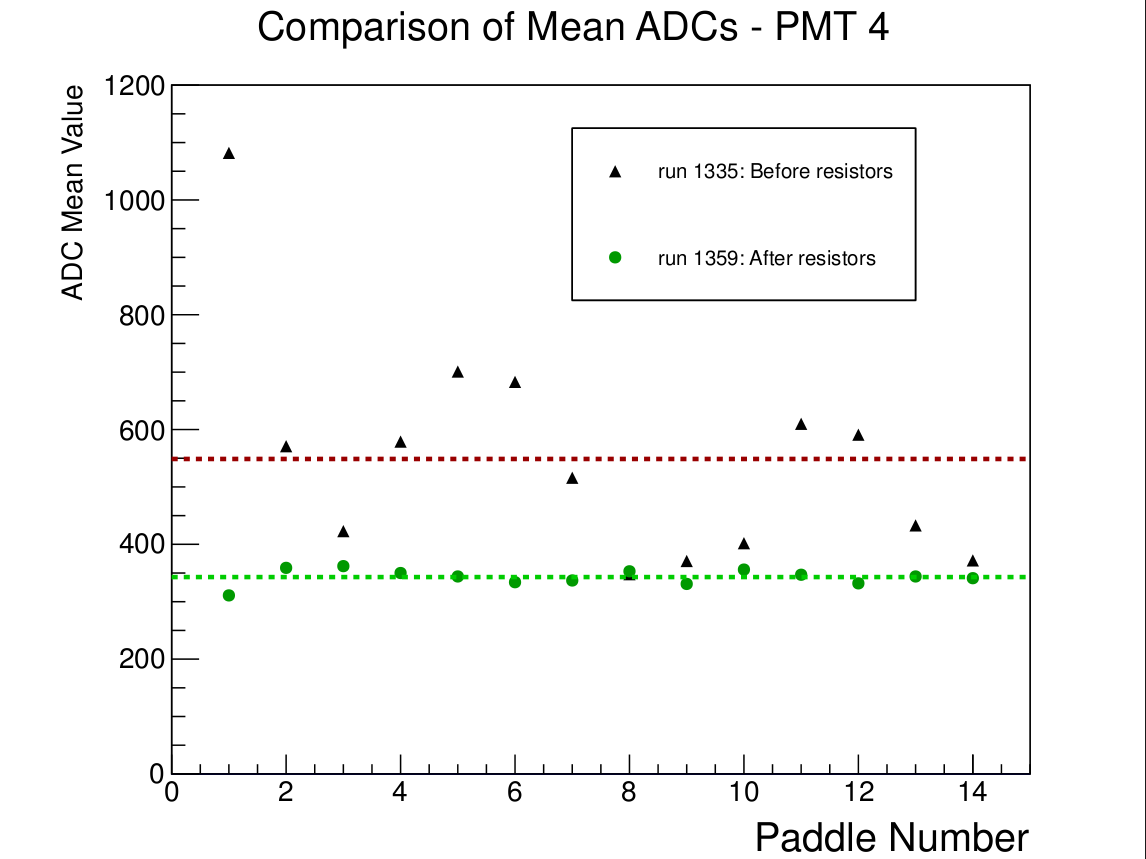 Comparison of Mean ADCs - PMT 4
ADC Mean Value
1200
1000
800
600
400
200
0
run 1335: Before resistors
run 1359: After resistors
0 2 4 6 8 10 12 14
Paddle Number